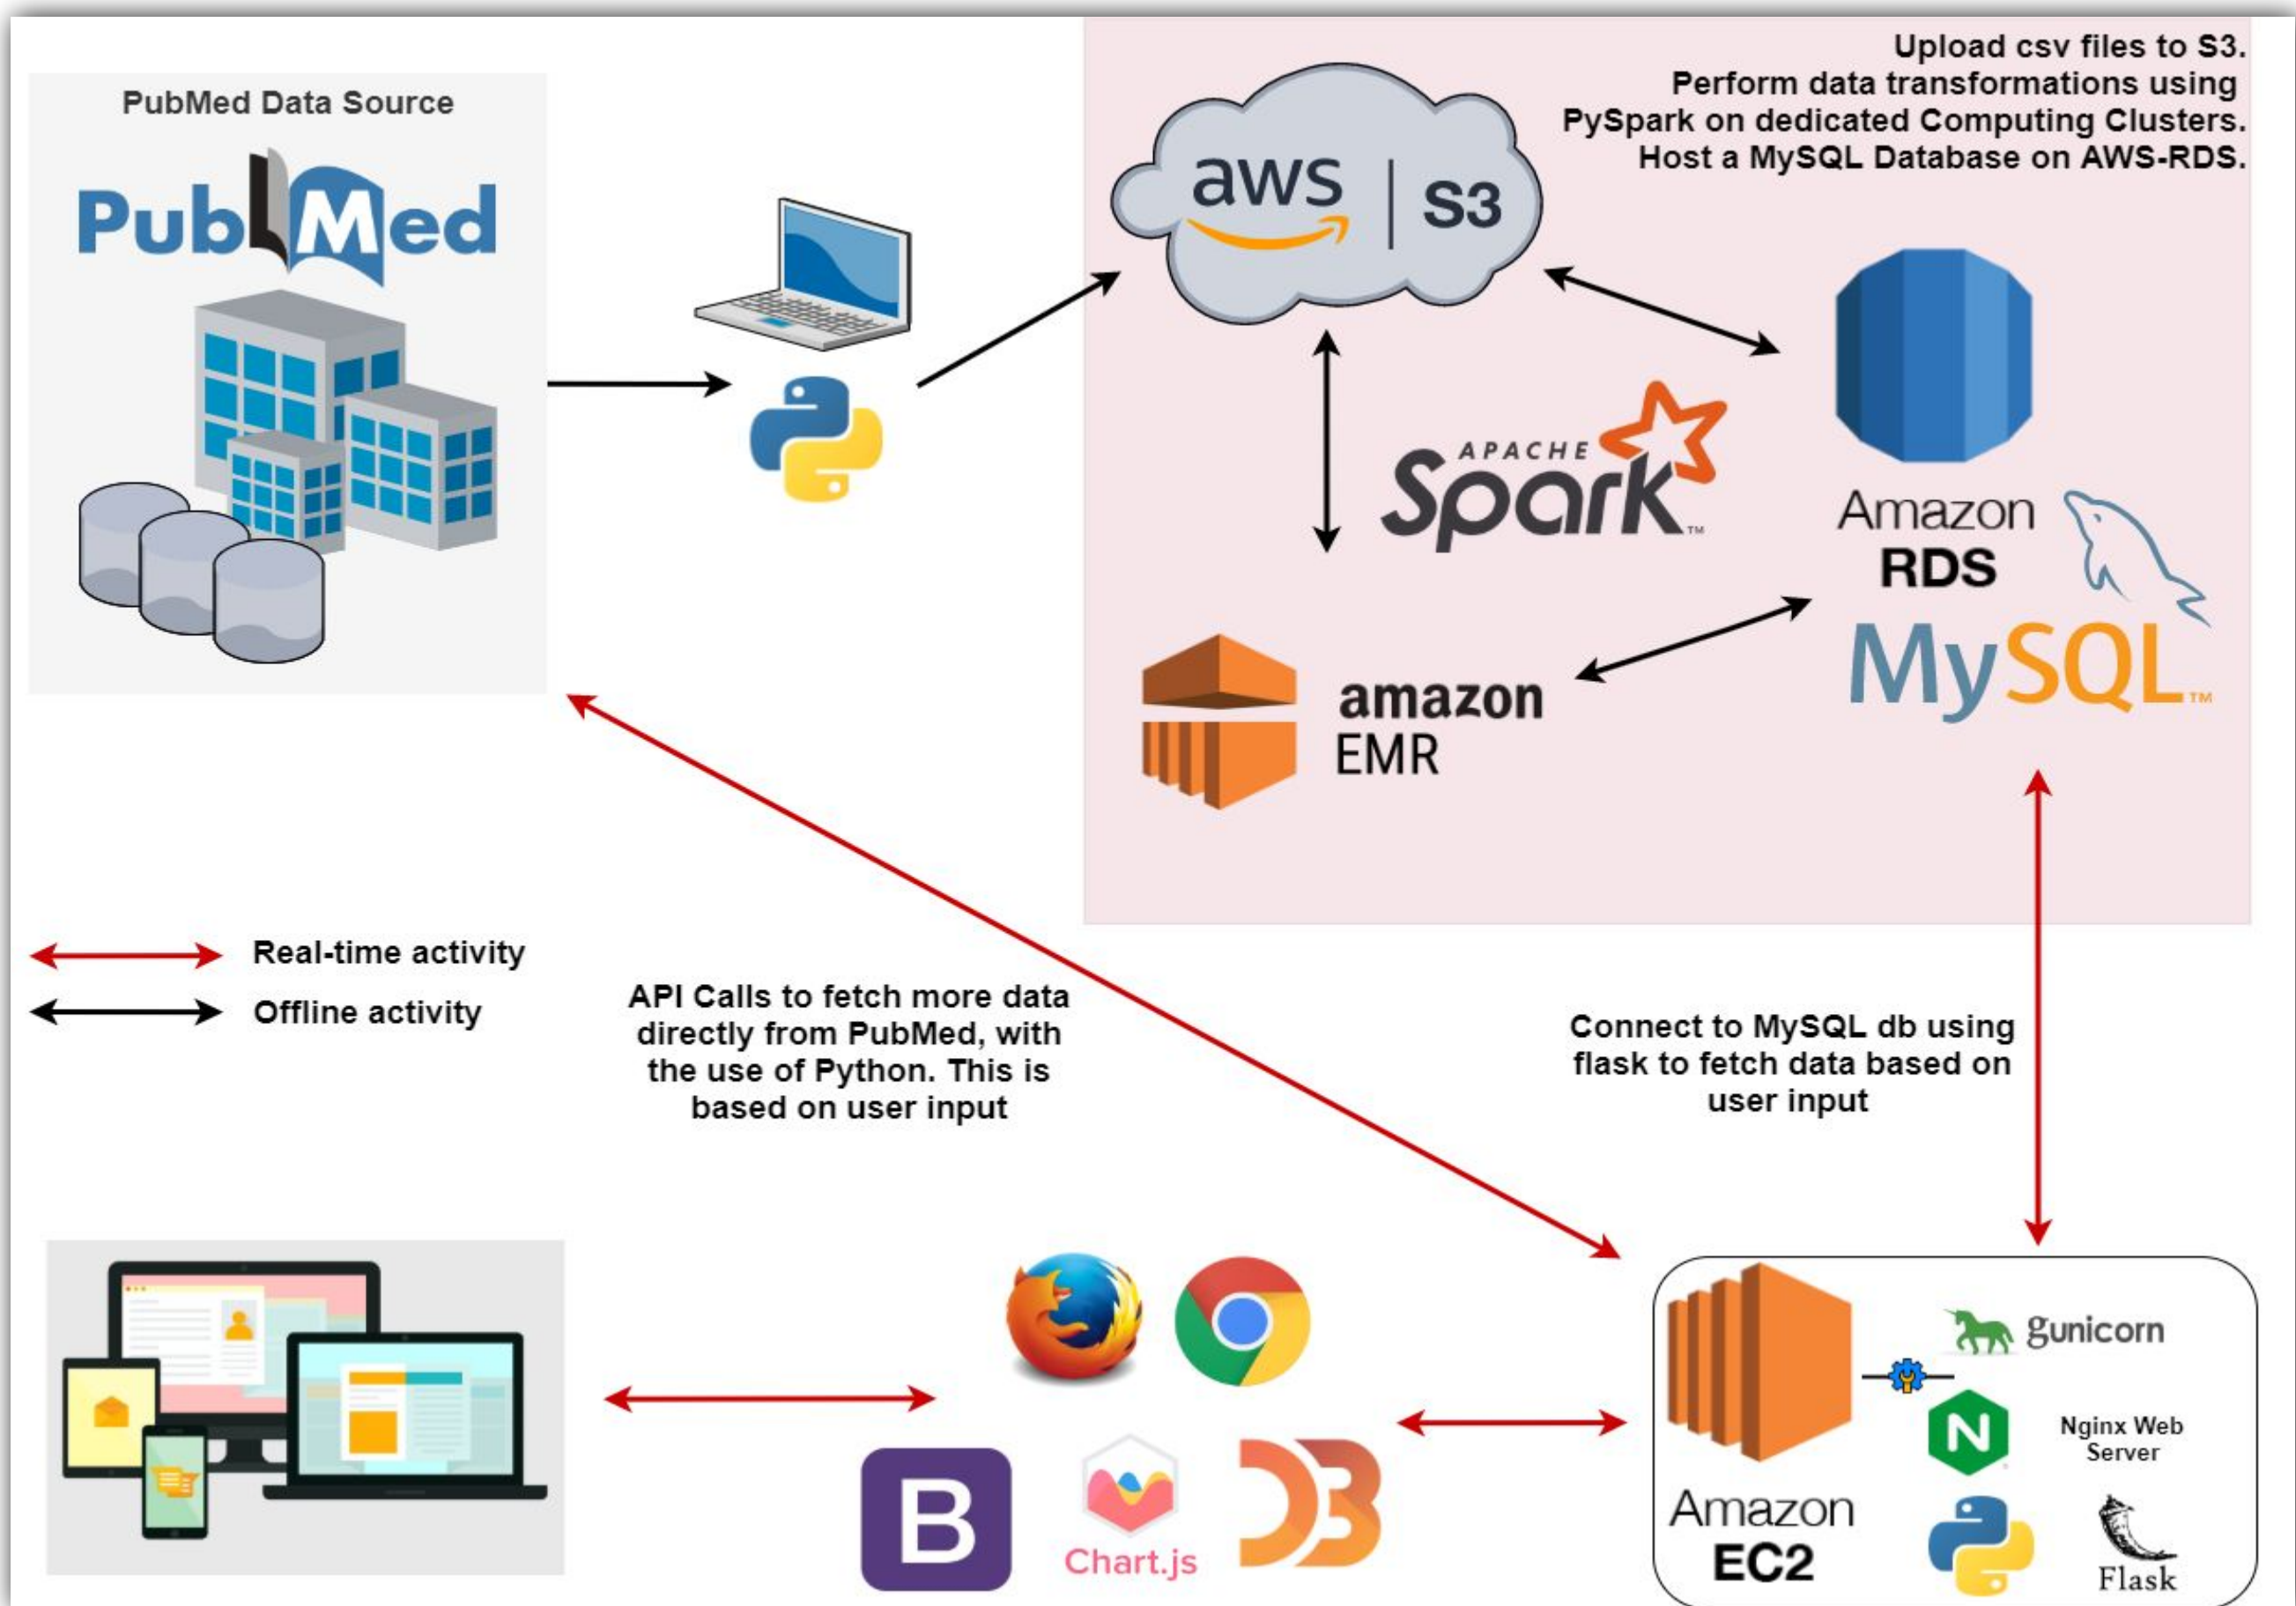 PubMed Data Source
PubMed
Upload csv files to S3.
Perform data transformations using
PySpark on dedicated Computing Clusters.
Host a MySQL Database on AWS-RDS.
aws | S3
APACHE
Spark™
Amazon
RDS
MySQL™
amazon
EMR
Real-time activity
Offline activity
API Calls to fetch more data
directly from PubMed, with
the use of Python. This is
based on user input
Connect to MySQL db using
flask to fetch data based on
user input
B
Chart.js
D3
gunicorn
N
Nginx Web
Server
Amazon
EC2
Flask